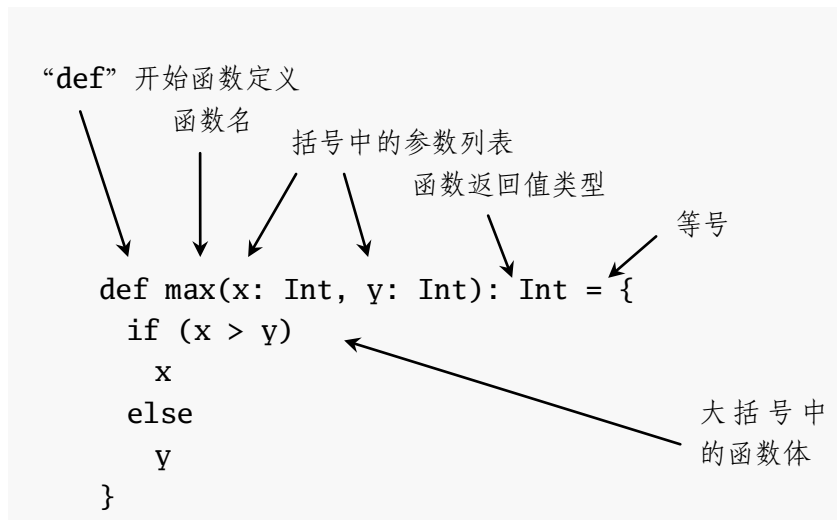 “def”开始函数定义
函数名
括号中的参数列表
函数返回值类型
等号
def max(x: Int, y: Int): Int = {
  if (x > y)
    x
  else
    y
}
大括号中
的函数体